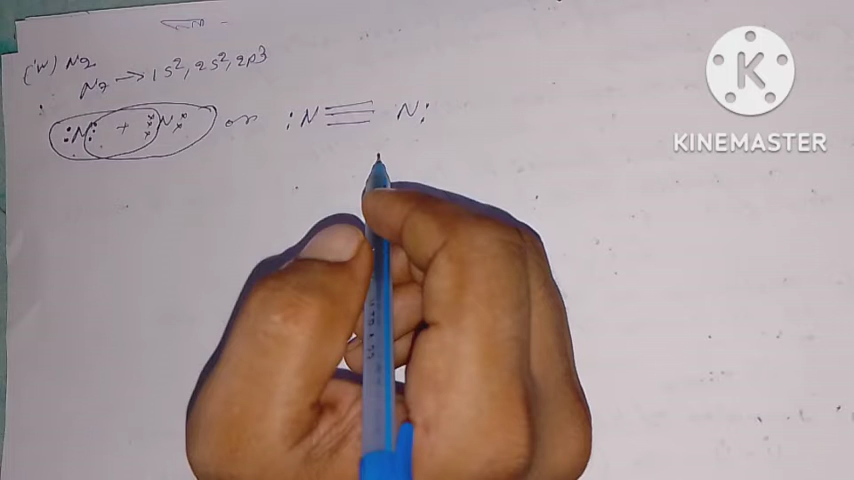 (iv) N2
N7 → 1s², 2s², 2p³
:N: + N or :N ≡ N:
K
KINEMASTER